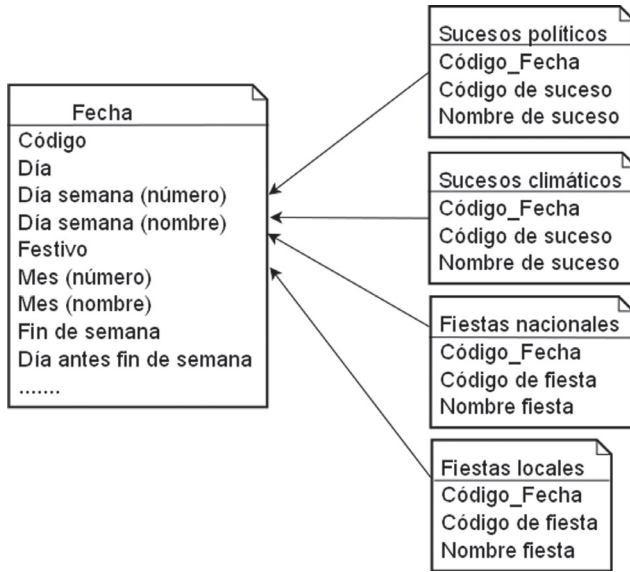 Fecha
Código
Día
Día semana (número)
Día semana (nombre)
Festivo
Mes (número)
Mes (nombre)
Fin de semana
Día antes fin de semana
.......
Sucesos políticos
Código_Fecha
Código de suceso
Nombre de suceso
Sucesos climáticos
Código_Fecha
Código de suceso
Nombre de suceso
Fiestas nacionales
Código_Fecha
Código de fiesta
Nombre fiesta
Fiestas locales
Código_Fecha
Código de fiesta
Nombre fiesta